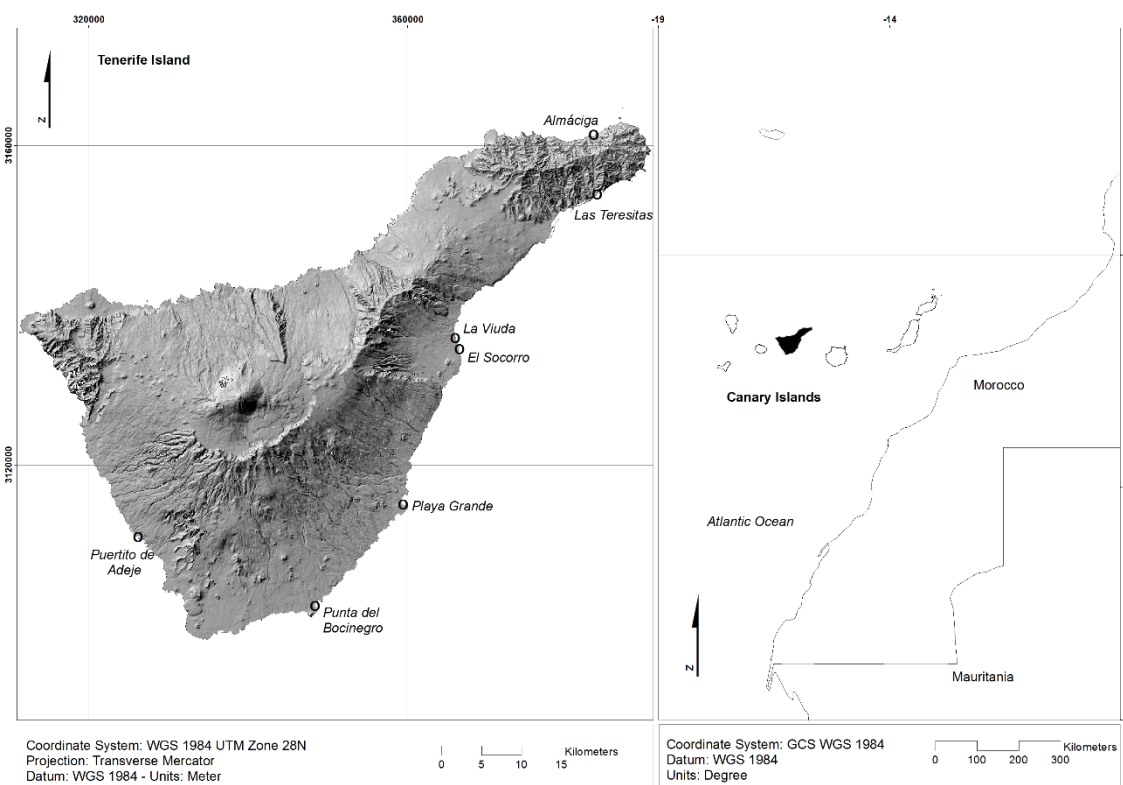 320000
360000
-19
-14
Tenerife Island
N
3160000
3120000
Almáciga
Las Teresitas
La Viuda
El Socorro
Playa Grande
Puertito de
Adeje
Punta del
Bocinegro
Canary Islands
Morocco
Atlantic Ocean
N
Mauritania
Coordinate System: WGS 1984 UTM Zone 28N
Projection: Transverse Mercator
Datum: WGS 1984 - Units: Meter
Kilometers
0 5 10 15
Coordinate System: GCS WGS 1984
Datum: WGS 1984
Units: Degree
Kilometers
0 100 200 300